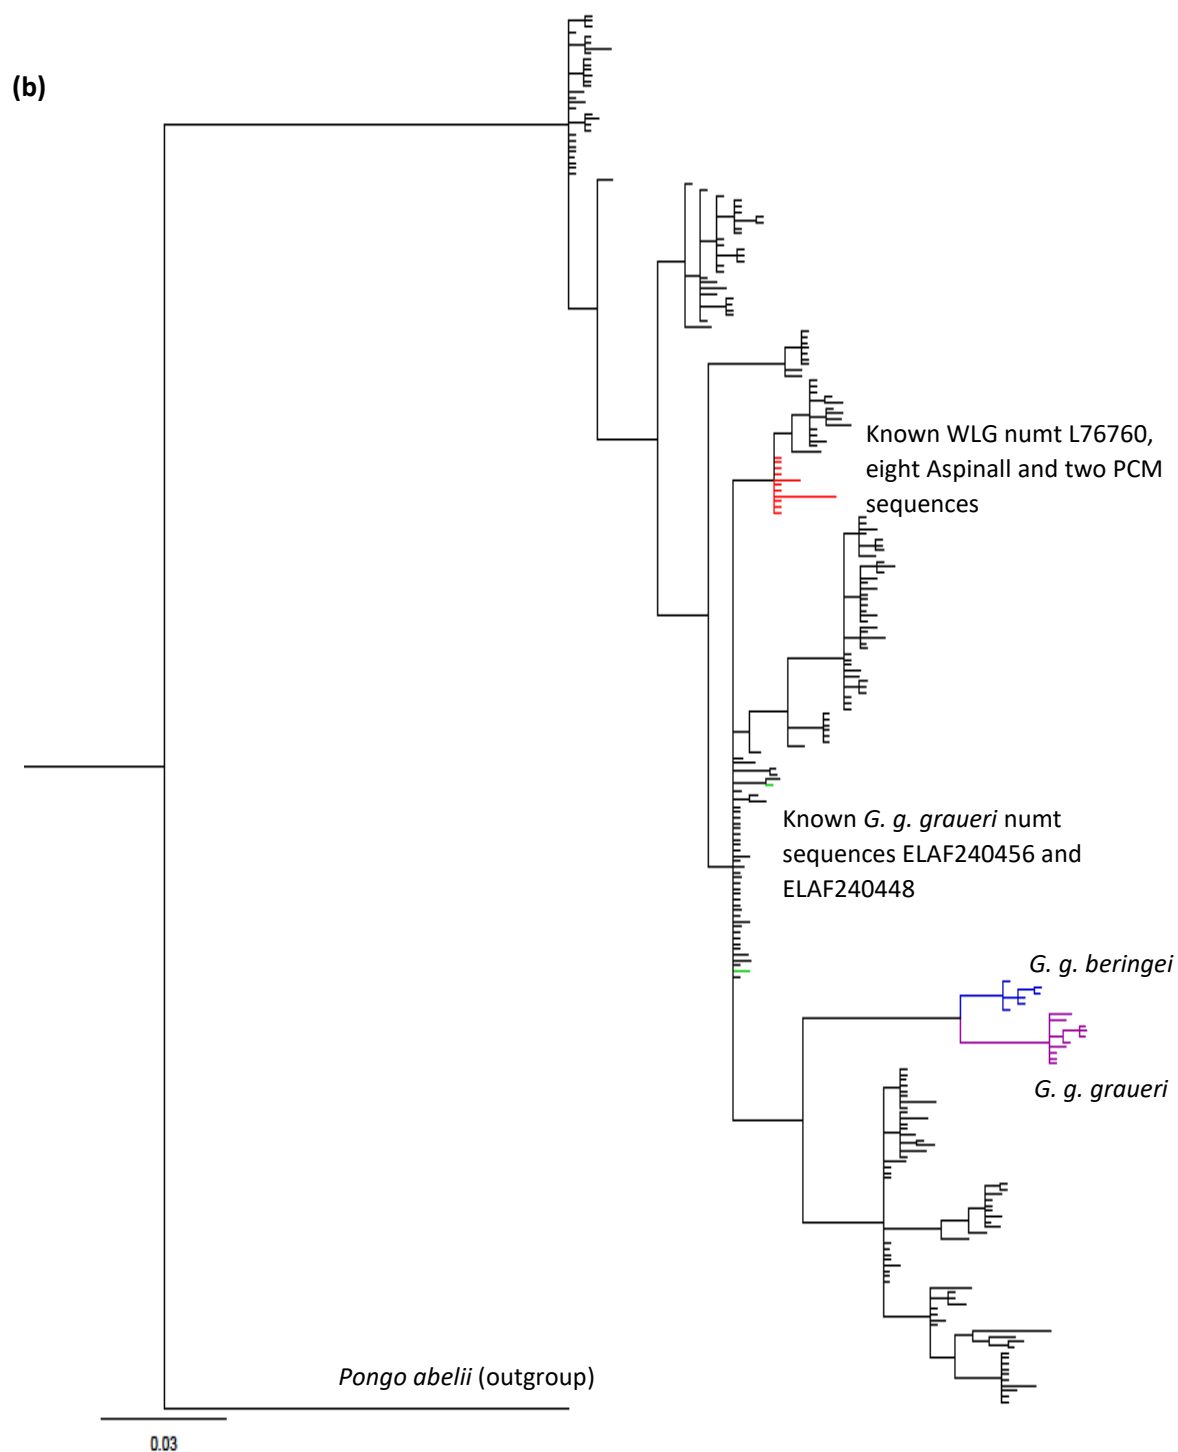 (b)
Known WLG numt L76760,
eight Aspinall and two PCM
sequences
Known G. g. graueri numt
sequences ELAF240456 and
ELAF240448
G. g. beringei
G. g. graueri
Pongo abelii (outgroup)
0.03